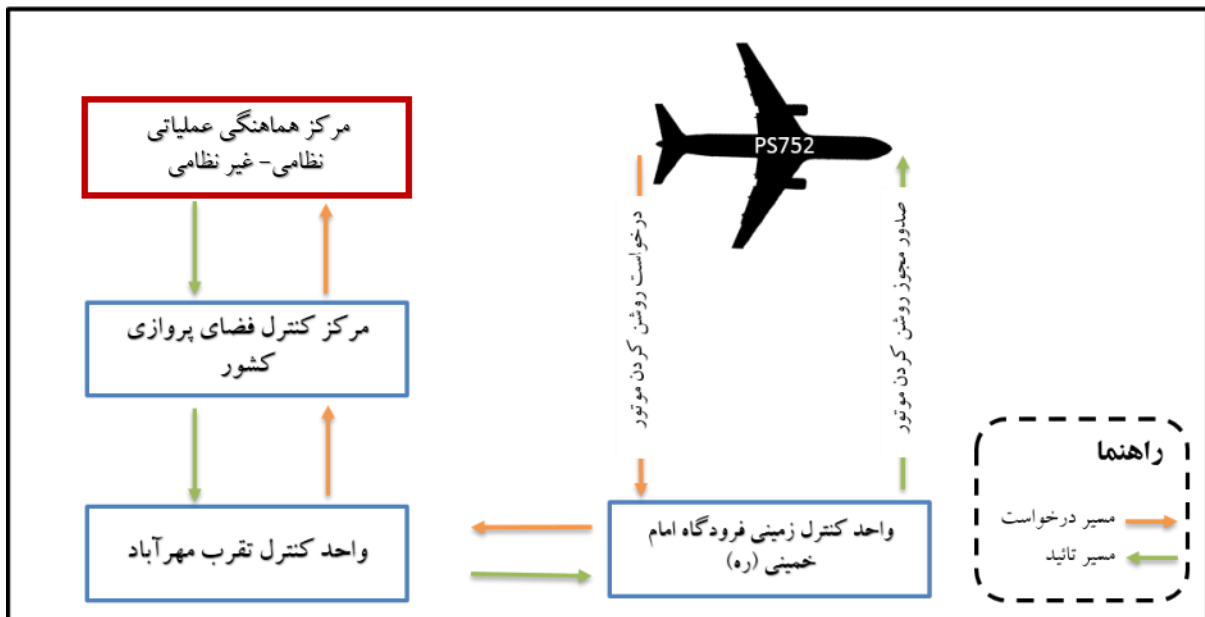 مرکز هماهنگی عملیاتی
نظامی- غیر نظامی
PS752
درخواست روشن کردن موتور
صدور مجوز روشن کردن موتور
مرکز کنترل فضای پروازی
کشور
واحد کنترل تقرب مهرآباد
واحد کنترل زمینی فرودگاه امام
خمینی (ره)
راهنما
مسیر درخواست
مسیر تائید